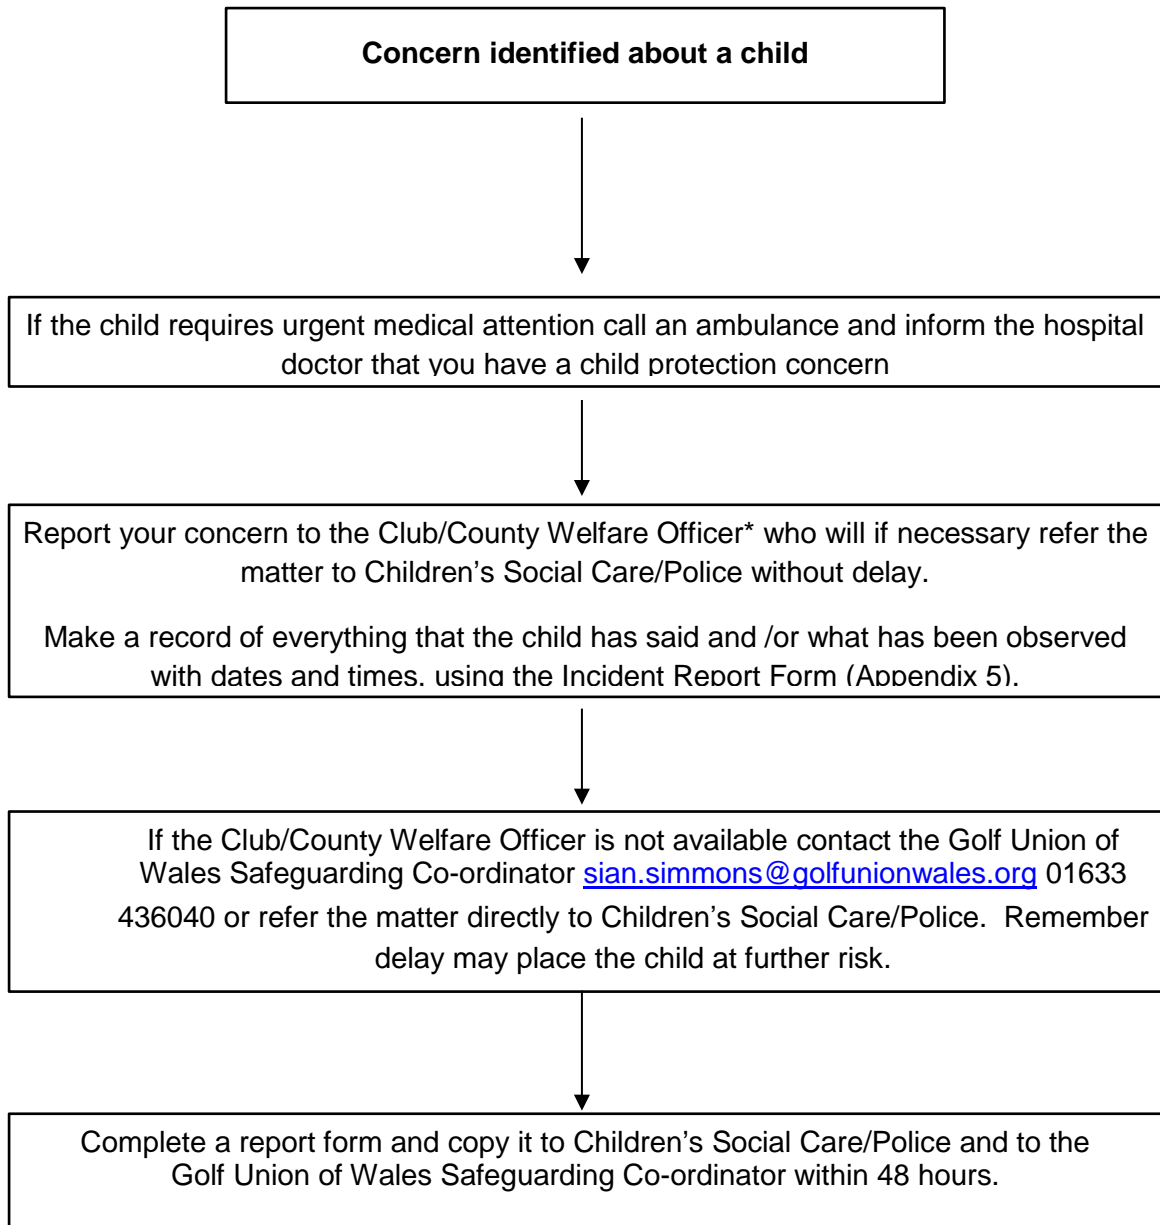 Concern identified about a child
If the child requires urgent medical attention call an ambulance and inform the hospital
doctor that you have a child protection concern
Report your concern to the Club/County Welfare Officer* who will if necessary refer the
matter to Children’s Social Care/Police without delay.
Make a record of everything that the child has said and /or what has been observed
with dates and times, using the Incident Report Form (Appendix 5).
If the Club/County Welfare Officer is not available contact the Golf Union of
Wales Safeguarding Co-ordinator sian.simmons@golfunionwales.org 01633
436040 or refer the matter directly to Children’s Social Care/Police.  Remember
delay may place the child at further risk.
Complete a report form and copy it to Children’s Social Care/Police and to the
Golf Union of Wales Safeguarding Co-ordinator within 48 hours.